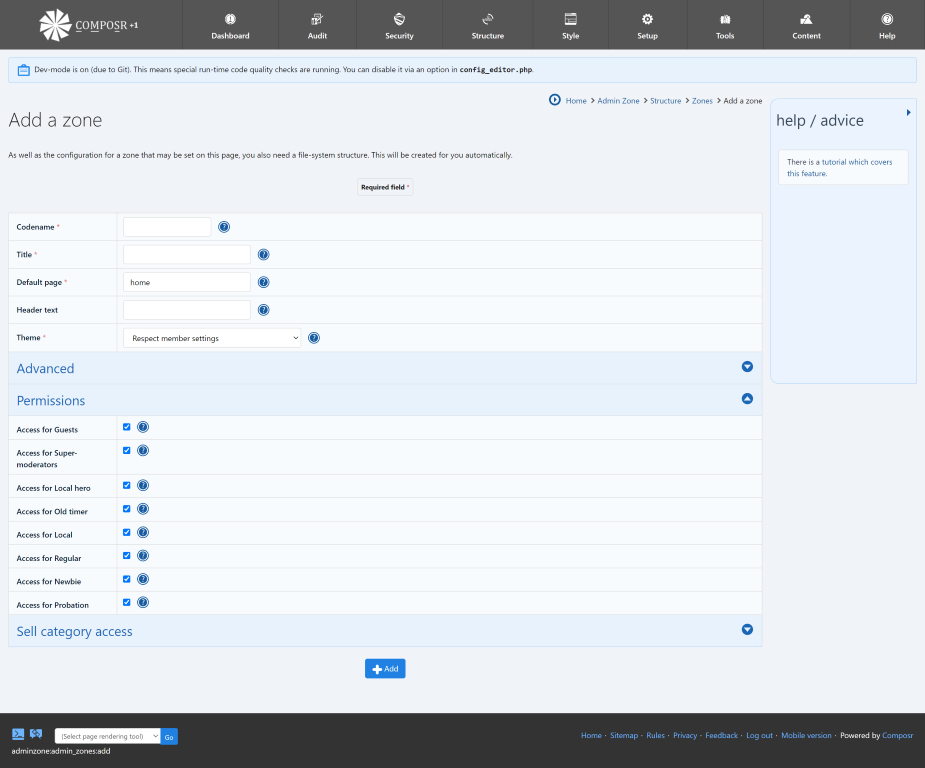 COMPOSR +1
Dashboard
Audit
Security
Structure
Style
Setup
Tools
Content
Help
Dev-mode is on (due to Git). This means special run-time code quality checks are running. You can disable it via an option in config_editor.php.
Home > Admin Zone > Structure > Zones > Add a zone
Add a zone
As well as the configuration for a zone that may be set on this page, you also need a file-system structure. This will be created for you automatically.
Required field *
Codename *
Title *
Default page *
home
Header text
Theme *
Respect member settings
Advanced
Permissions
Access for Guests
Access for Super-
moderators
Access for Local hero
Access for Old timer
Access for Local
Access for Regular
Access for Newbie
Access for Probation
Sell category access
Add
help / advice
There is a tutorial which covers
this feature.
(Select page rendering tool)
Go
adminzone:admin_zones:add
Home · Sitemap · Rules · Privacy · Feedback · Log out · Mobile version · Powered by Composr